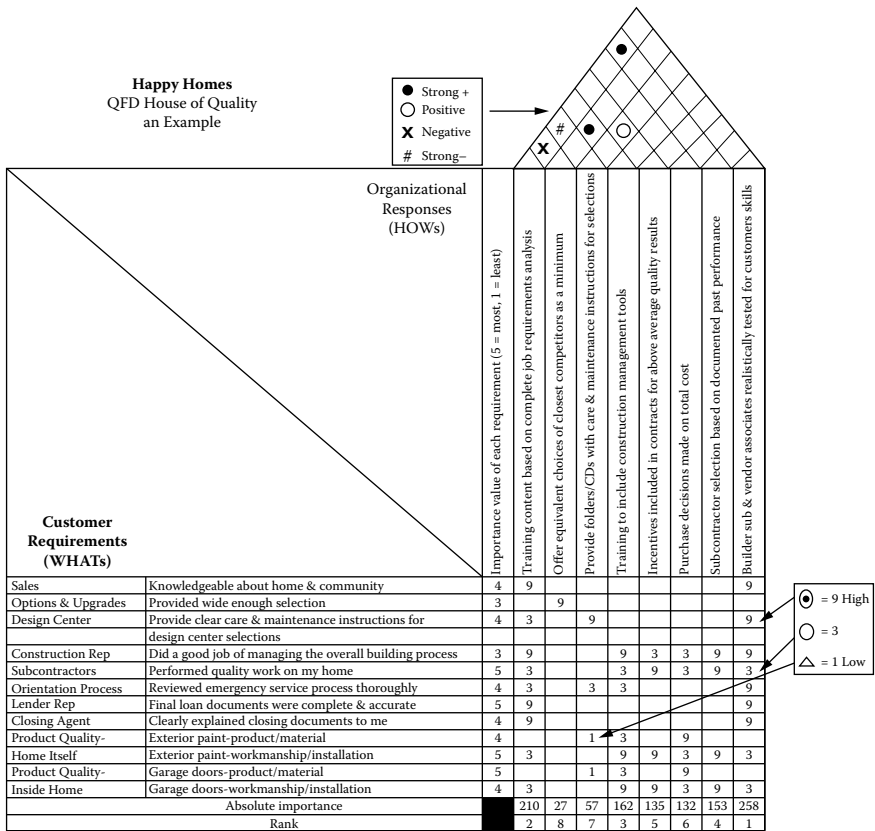 Happy Homes
QFD House of Quality
an Example
● Strong +
○ Positive
X Negative
# Strong–
#
X
Organizational
Responses
(HOWs)
Customer
Requirements
(WHATs)
Importance value of each requirement (5 = most, 1 = least)
Training content based on complete job requirements analysis
Offer equivalent choices of closest competitors as a minimum
Provide folders/CDs with care & maintenance instructions for selections
Training to include construction management tools
Incentives included in contracts for above average quality results
Purchase decisions made on total cost
Subcontractor selection based on documented past performance
Builder sub & vendor associates realistically tested for customers skills
Sales Knowledgeable about home & community 4 9 9
Options & Upgrades Provided wide enough selection 3 9
Design Center Provide clear care & maintenance instructions for 4 3 9 9
design center selections
Construction Rep Did a good job of managing the overall building process 3 9 9 3 3 9 9
Subcontractors Performed quality work on my home 5 3 3 9 3 9 3
Orientation Process Reviewed emergency service process thoroughly 4 3 3 3 9
Lender Rep Final loan documents were complete & accurate 5 9 9
Closing Agent Clearly explained closing documents to me 4 9 9
Product Quality- Exterior paint-product/material 4 1 3 9
Home Itself Exterior paint-workmanship/installation 5 3 9 9 3 9 3
Product Quality- Garage doors-product/material 5 1 3 9
Inside Home Garage doors-workmanship/installation 4 3 9 9 3 9 3
Absolute importance 210 27 57 162 135 132 153 258
Rank 2 8 7 3 5 6 4 1
= 9 High
= 3
= 1 Low